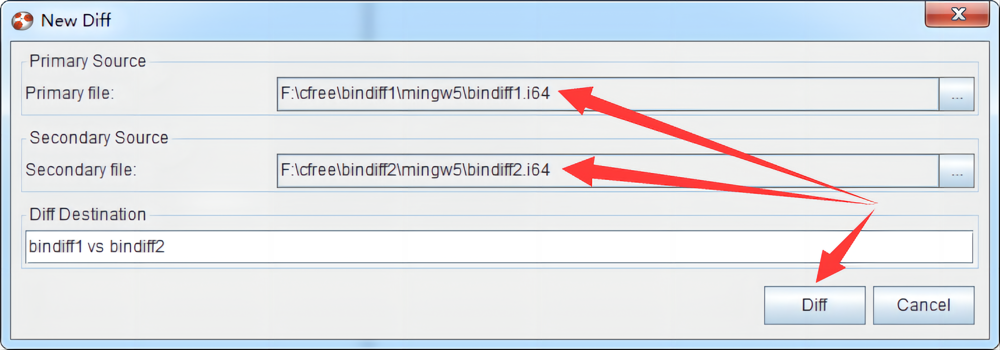 New Diff
Primary Source
Primary file: F:\cfree\bindiff1\mingw5\bindiff1.i64 ...
Secondary Source
Secondary file: F:\cfree\bindiff2\mingw5\bindiff2.i64 ...
Diff Destination
bindiff1 vs bindiff2
Diff Cancel